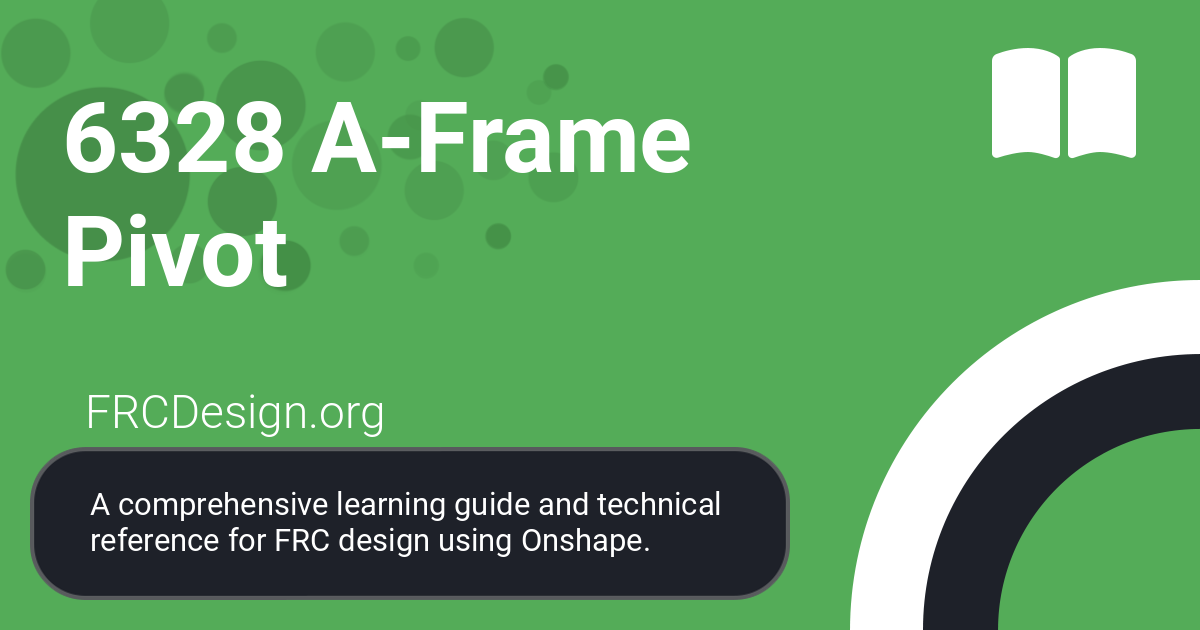 6328 A-Frame
Pivot
FRCDesign.org
A comprehensive learning guide and technical
reference for FRC design using Onshape.